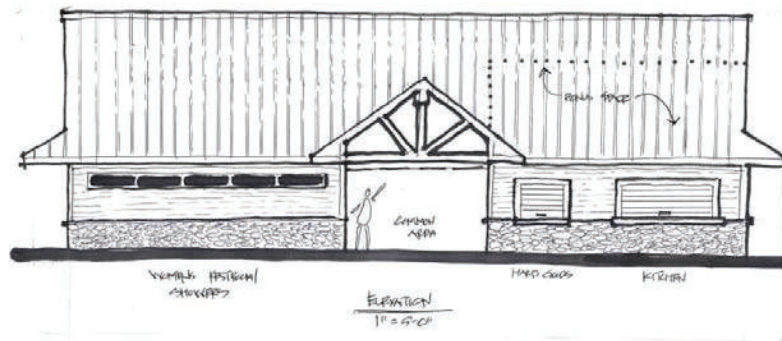 BONUS SPACE
COMMON
AREA
WOMENS RESTROOM/
SHOWERS
HARD GOODS
KITCHEN
ELEVATION
1" = 5'-0"